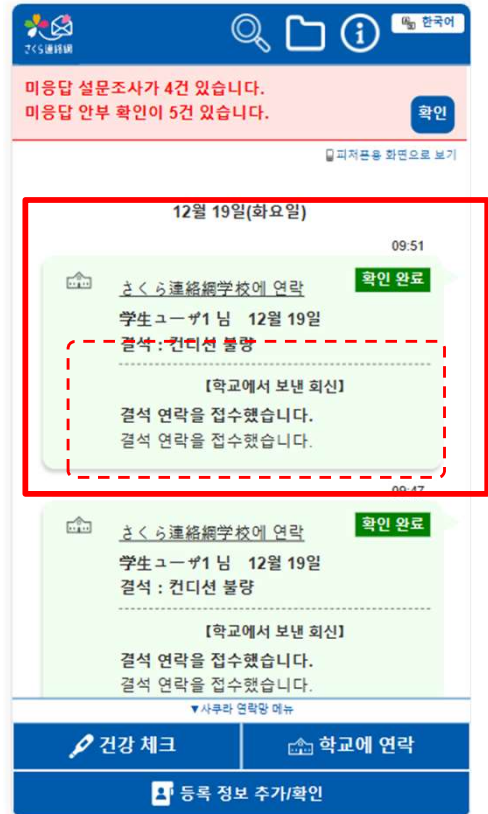 さくら連絡網
한국어
미응답 설문조사가 4건 있습니다.
미응답 안부 확인이 5건 있습니다.
확인
피저폰용 화면으로 보기
12월 19일(화요일)
09:51
확인 완료
さくら連絡網学校에 연락
学生ユーザ1 님 12월 19일
결석 : 컨디션 불량
【학교에서 보낸 회신】
결석 연락을 접수했습니다.
결석 연락을 접수했습니다.
09:47
확인 완료
さくら連絡網学校에 연락
学生ユーザ1 님 12월 19일
결석 : 컨디션 불량
【학교에서 보낸 회신】
결석 연락을 접수했습니다.
결석 연락을 접수했습니다.
▼사쿠라 연락망 메뉴
건강 체크
학교에 연락
등록 정보 추가/확인